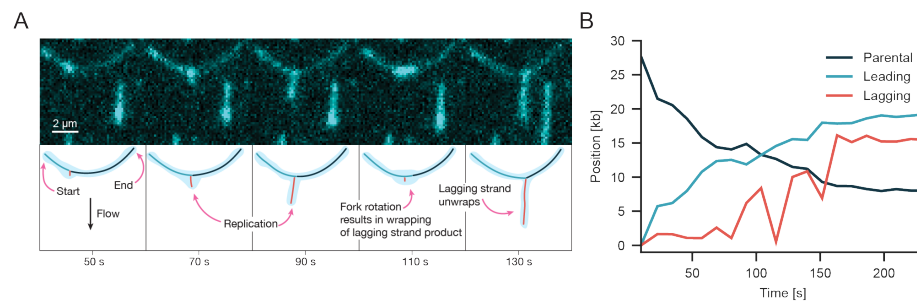 A
2 µm
Start
End
Flow
Replication
Fork rotation
results in wrapping
of lagging strand product
Lagging strand
unwraps
50 s
70 s
90 s
110 s
130 s
B
30
25
20
15
10
5
0
Position [kb]
Parental
Leading
Lagging
50
100
150
200
Time [s]